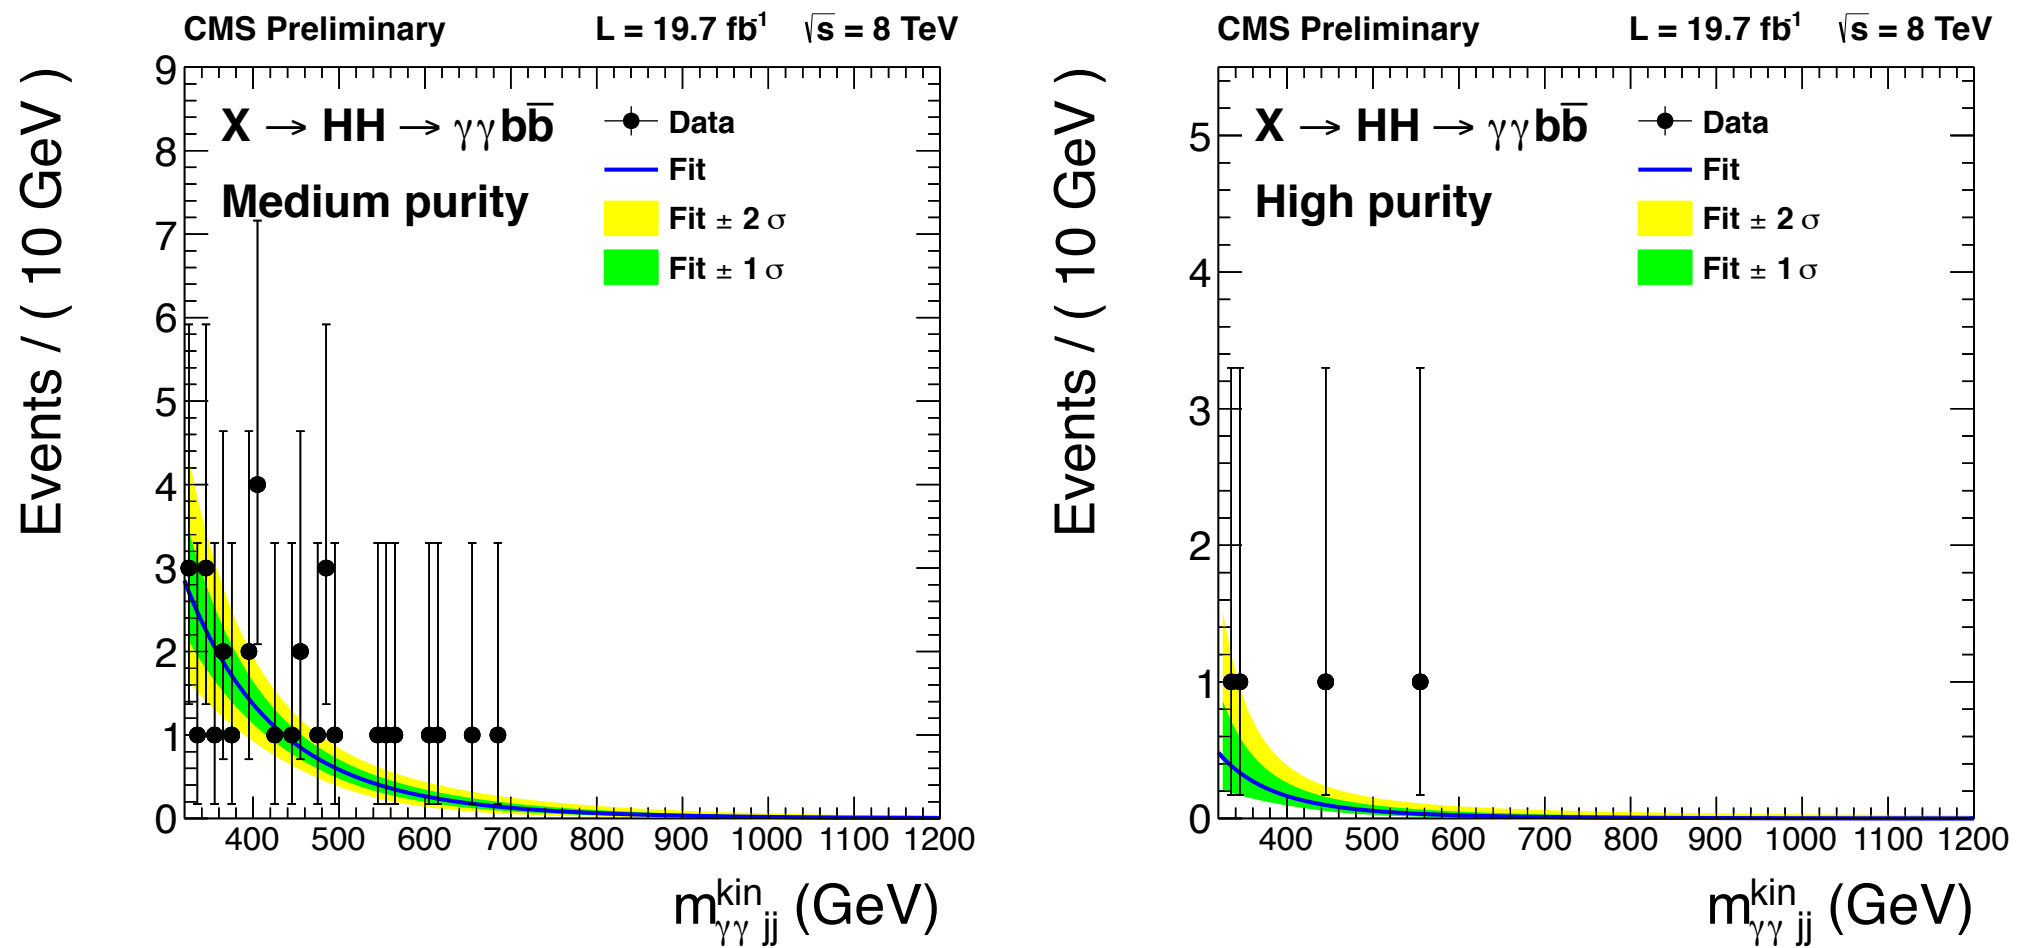 CMS Preliminary L = 19.7 fb⁻¹ √s = 8 TeV
X → HH → γγbb̅
Medium purity
Data
Fit
Fit ± 2 σ
Fit ± 1 σ
Events / ( 10 GeV )
9
8
7
6
5
4
3
2
1
0
400 500 600 700 800 900 1000 1100 1200
m^kin_γγ jj (GeV)
CMS Preliminary L = 19.7 fb⁻¹ √s = 8 TeV
X → HH → γγbb̅
High purity
Data
Fit
Fit ± 2 σ
Fit ± 1 σ
Events / ( 10 GeV )
5
4
3
2
1
0
400 500 600 700 800 900 1000 1100 1200
m^kin_γγ jj (GeV)